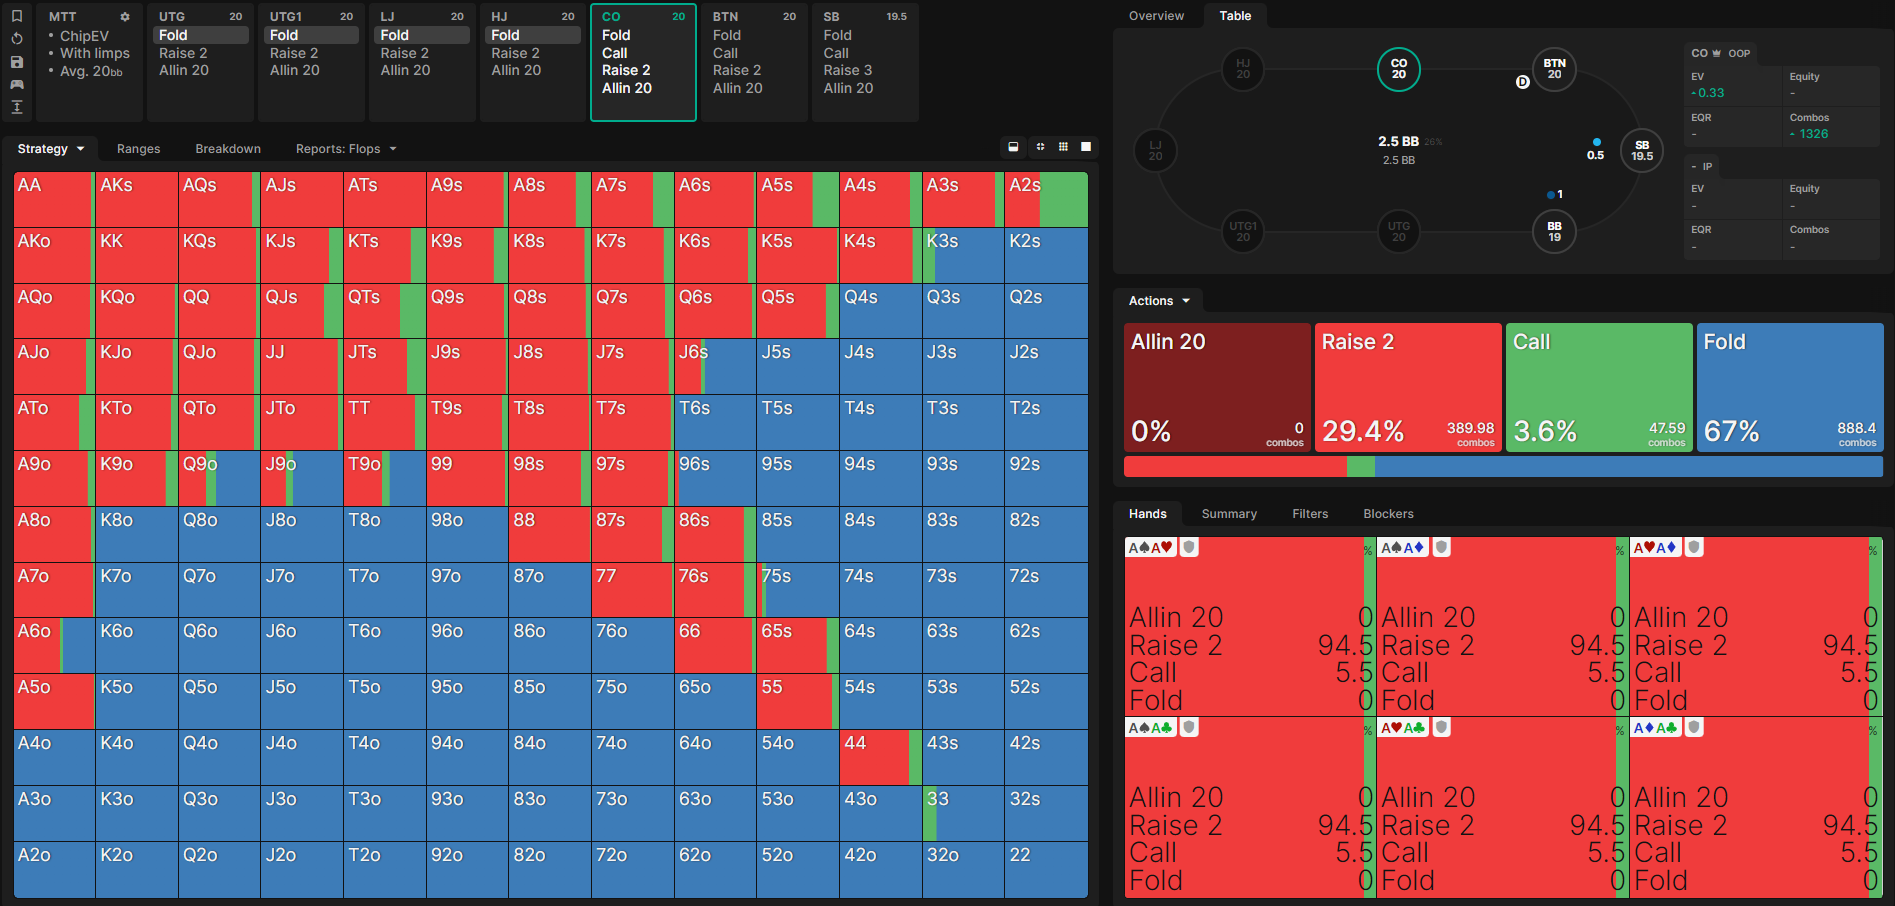 MTT
• ChipEV
• With limps
• Avg. 20bb
UTG 20
Fold
Raise 2
Allin 20
UTG1 20
Fold
Raise 2
Allin 20
LJ 20
Fold
Raise 2
Allin 20
HJ 20
Fold
Raise 2
Allin 20
CO 20
Fold
Call
Raise 2
Allin 20
BTN 20
Fold
Call
Raise 2
Allin 20
SB 19.5
Fold
Call
Raise 3
Allin 20
Strategy Ranges Breakdown Reports: Flops
AA AKs AQs AJs ATs A9s A8s A7s A6s A5s A4s A3s A2s
AKo KK KQs KJs KTs K9s K8s K7s K6s K5s K4s K3s K2s
AQo KQo QQ QJs QTs Q9s Q8s Q7s Q6s Q5s Q4s Q3s Q2s
AJo KJo QJo JJ JTs J9s J8s J7s J6s J5s J4s J3s J2s
ATo KTo QTo JTo TT T9s T8s T7s T6s T5s T4s T3s T2s
A9o K9o Q9o J9o T9o 99 98s 97s 96s 95s 94s 93s 92s
A8o K8o Q8o J8o T8o 98o 88 87s 86s 85s 84s 83s 82s
A7o K7o Q7o J7o T7o 97o 87o 77 76s 75s 74s 73s 72s
A6o K6o Q6o J6o T6o 96o 86o 76o 66 65s 64s 63s 62s
A5o K5o Q5o J5o T5o 95o 85o 75o 65o 55 54s 53s 52s
A4o K4o Q4o J4o T4o 94o 84o 74o 64o 54o 44 43s 42s
A3o K3o Q3o J3o T3o 93o 83o 73o 63o 53o 43o 33 32s
A2o K2o Q2o J2o T2o 92o 82o 72o 62o 52o 42o 32o 22
Overview Table
HJ
20
CO
20
BTN
20
D
LJ
20
2.5 BB 26%
2.5 BB
0.5
SB
19.5
1
UTG1
20
UTG
20
BB
19
CO OOP
EV Equity
0.33 -
EQR Combos
- 1326
- IP
EV Equity
- -
EQR Combos
- -
Actions
Allin 20
0% 0
combos
Raise 2
29.4% 389.98
combos
Call
3.6% 47.59
combos
Fold
67% 888.4
combos
Hands Summary Filters Blockers
A♠A♥ %
Allin 20 0
Raise 2 94.5
Call 5.5
Fold 0
A♠A♦ %
Allin 20 0
Raise 2 94.5
Call 5.5
Fold 0
A♥A♦ %
Allin 20 0
Raise 2 94.5
Call 5.5
Fold 0
A♠A♣ %
Allin 20 0
Raise 2 94.5
Call 5.5
Fold 0
A♥A♣ %
Allin 20 0
Raise 2 94.5
Call 5.5
Fold 0
A♦A♣ %
Allin 20 0
Raise 2 94.5
Call 5.5
Fold 0